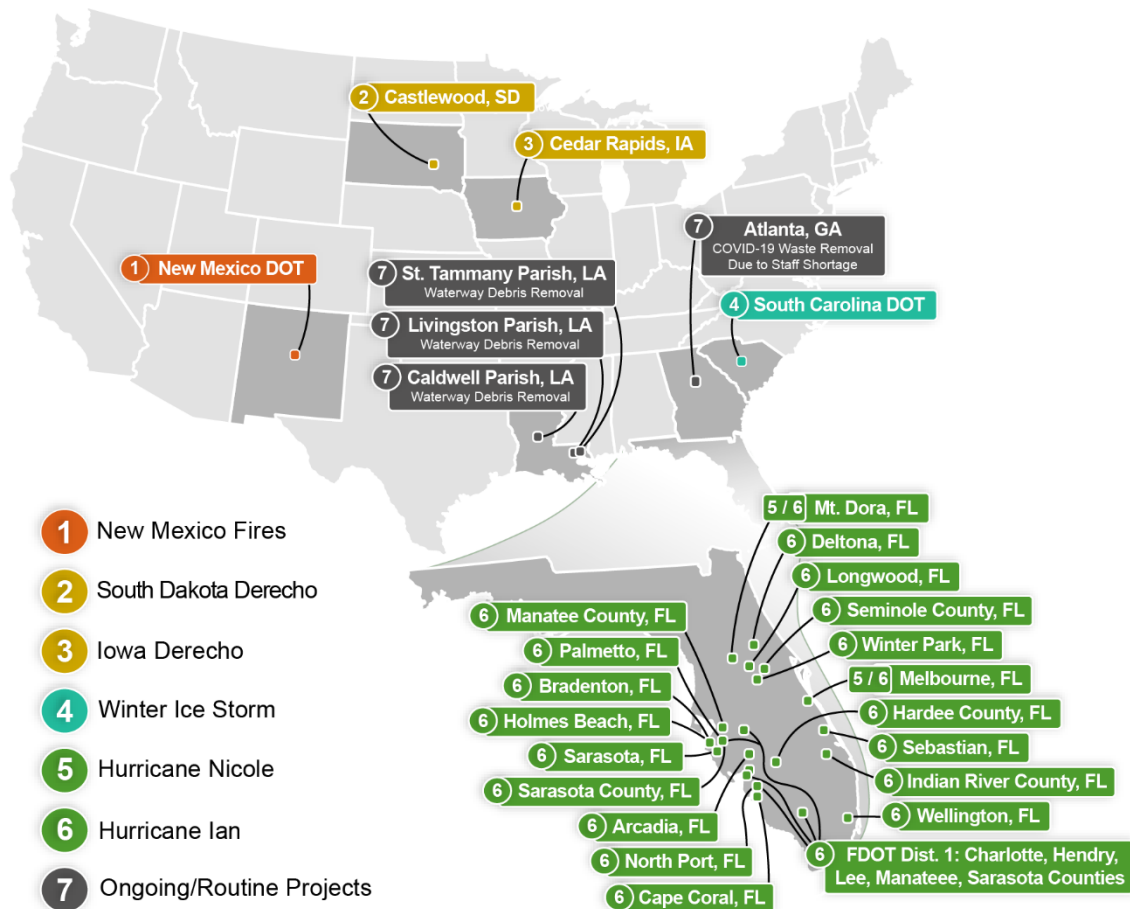 2 Castlewood, SD
3 Cedar Rapids, IA
7 Atlanta, GA
COVID-19 Waste Removal
Due to Staff Shortage
1 New Mexico DOT
7 St. Tammany Parish, LA
Waterway Debris Removal
4 South Carolina DOT
7 Livingston Parish, LA
Waterway Debris Removal
7 Caldwell Parish, LA
Waterway Debris Removal
1 New Mexico Fires
2 South Dakota Derecho
3 Iowa Derecho
4 Winter Ice Storm
5 Hurricane Nicole
6 Hurricane Ian
7 Ongoing/Routine Projects
6 Manatee County, FL
6 Palmetto, FL
6 Bradenton, FL
6 Holmes Beach, FL
6 Sarasota, FL
6 Sarasota County, FL
6 Arcadia, FL
6 North Port, FL
6 Cape Coral, FL
5 / 6 Mt. Dora, FL
6 Deltona, FL
6 Longwood, FL
6 Seminole County, FL
6 Winter Park, FL
5 / 6 Melbourne, FL
6 Hardee County, FL
6 Sebastian, FL
6 Indian River County, FL
6 Wellington, FL
6 FDOT Dist. 1: Charlotte, Hendry,
Lee, Manateee, Sarasota Counties